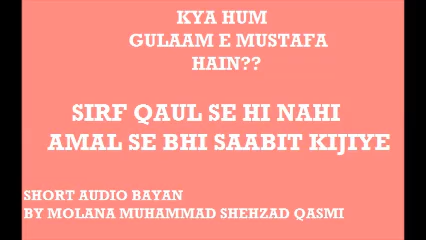 KYA HUM
GULAAM E MUSTAFA
HAIN??
SIRF QAUL SE HI NAHI
AMAL SE BHI SAABIT KIJIYE
SHORT AUDIO BAYAN
BY MOLANA MUHAMMAD SHEHZAD QASMI